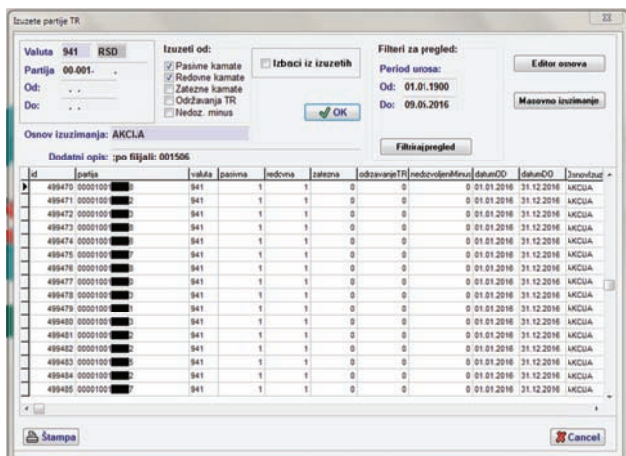 Izuzete partije TR
Valuta 941 RSD
Partija 00-001- .
Od: . .
Do: . .
Izuzeti od:
Pasivne kamate
Redovne kamate
Zatezne kamate
Održavanja TR
Nedoz. minus
Izbaci iz izuzetih
OK
Filteri za pregled:
Period unosa:
Od: 01.01.1900
Do: 09.05.2016
Filtriraj pregled
Editor osnova
Masovno izuzimanje
Osnov izuzimanja: AKCIJA
Dodatni opis: ;po filijali: 001506
id partija valuta pasivna redovna zatezna odrzavanjeTR nedozvoljeniMinus datumOD datumDO OsnovIzuz
499470 00001001 0 941 1 1 0 0 0 01.01.2016 31.12.2016 AKCIJA
499471 00001001 2 941 1 1 0 0 0 01.01.2016 31.12.2016 AKCIJA
499472 00001001 941 1 1 0 0 0 01.01.2016 31.12.2016 AKCIJA
499473 00001001 941 1 1 0 0 0 01.01.2016 31.12.2016 AKCIJA
499474 00001001 941 1 1 0 0 0 01.01.2016 31.12.2016 AKCIJA
499475 00001001 7 941 1 1 0 0 0 01.01.2016 31.12.2016 AKCIJA
499476 00001001 941 1 1 0 0 0 01.01.2016 31.12.2016 AKCIJA
499477 00001001 0 941 1 1 0 0 0 01.01.2016 31.12.2016 AKCIJA
499478 00001001 3 941 1 1 0 0 0 01.01.2016 31.12.2016 AKCIJA
499479 00001001 1 941 1 1 0 0 0 01.01.2016 31.12.2016 AKCIJA
499480 00001001 3 941 1 1 0 0 0 01.01.2016 31.12.2016 AKCIJA
499481 00001001 2 941 1 1 0 0 0 01.01.2016 31.12.2016 AKCIJA
499482 00001001 2 941 1 1 0 0 0 01.01.2016 31.12.2016 AKCIJA
499483 00001001 5 941 1 1 0 0 0 01.01.2016 31.12.2016 AKCIJA
499484 00001001 2 941 1 1 0 0 0 01.01.2016 31.12.2016 AKCIJA
499485 00001001 7 941 1 1 0 0 0 01.01.2016 31.12.2016 AKCIJA
Štampa
Cancel